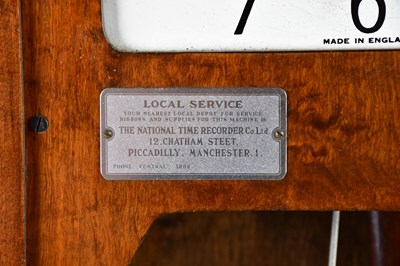 7 6
MADE IN ENGLA
LOCAL SERVICE
YOUR NEAREST LOCAL DEPOT FOR SERVICE
RIBBONS AND SUPPLIES FOR THIS MACHINE IS
THE NATIONAL TIME RECORDER Co. Ltd.
12, CHATHAM STEET,
PICCADILLY, MANCHESTER. 1.
PHONE CENTRAL